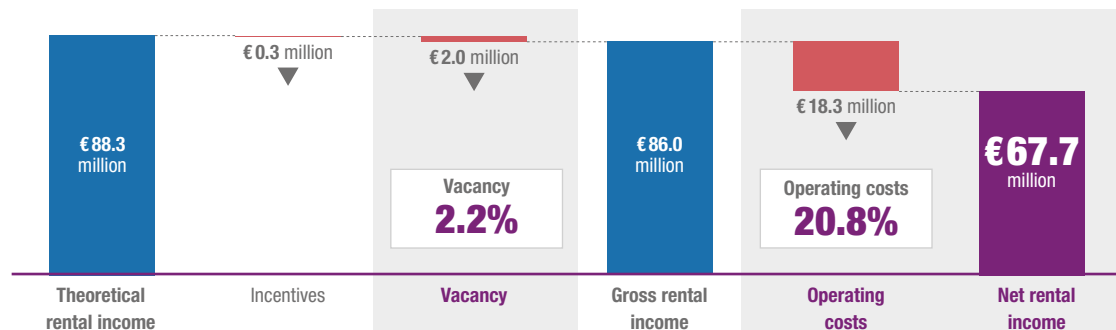 € 0.3 million
€ 2.0 million
€ 18.3 million
€ 88.3
million
€ 86.0
million
€ 67.7
million
Vacancy
2.2%
Operating costs
20.8%
Theoretical
rental income
Incentives
Vacancy
Gross rental
income
Operating
costs
Net rental
income